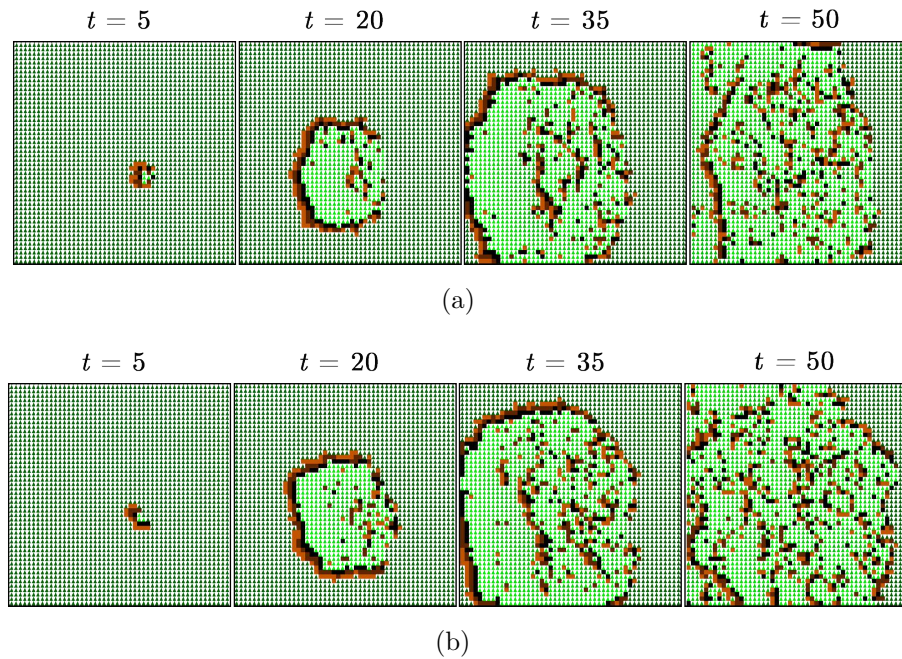 t = 5 t = 20 t = 35 t = 50
(a)
t = 5 t = 20 t = 35 t = 50
(b)